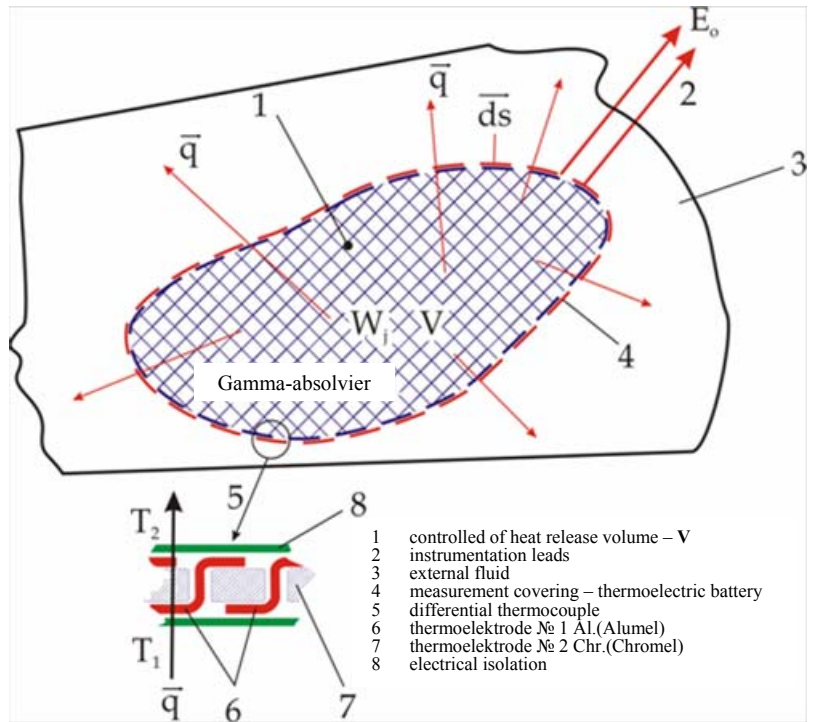 E₀
q
q
ds
1
2
3
W_j V
4
Gamma-absolvier
5
8
T₂
T₁
q
6
7
1 controlled of heat release volume – V
2 instrumentation leads
3 external fluid
4 measurement covering – thermoelectric battery
5 differential thermocouple
6 thermoelektrode № 1 Al.(Alumel)
7 thermoelektrode № 2 Chr.(Chromel)
8 electrical isolation